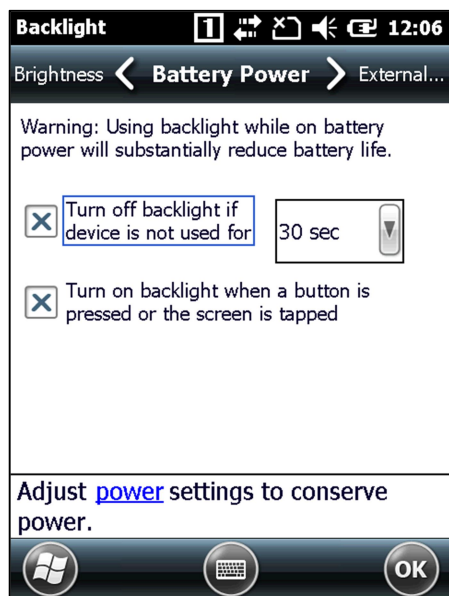 Backlight 1 12:06
Brightness Battery Power External...
Warning: Using backlight while on battery
power will substantially reduce battery life.
Turn off backlight if
device is not used for
30 sec
Turn on backlight when a button is
pressed or the screen is tapped
Adjust power settings to conserve
power.
OK